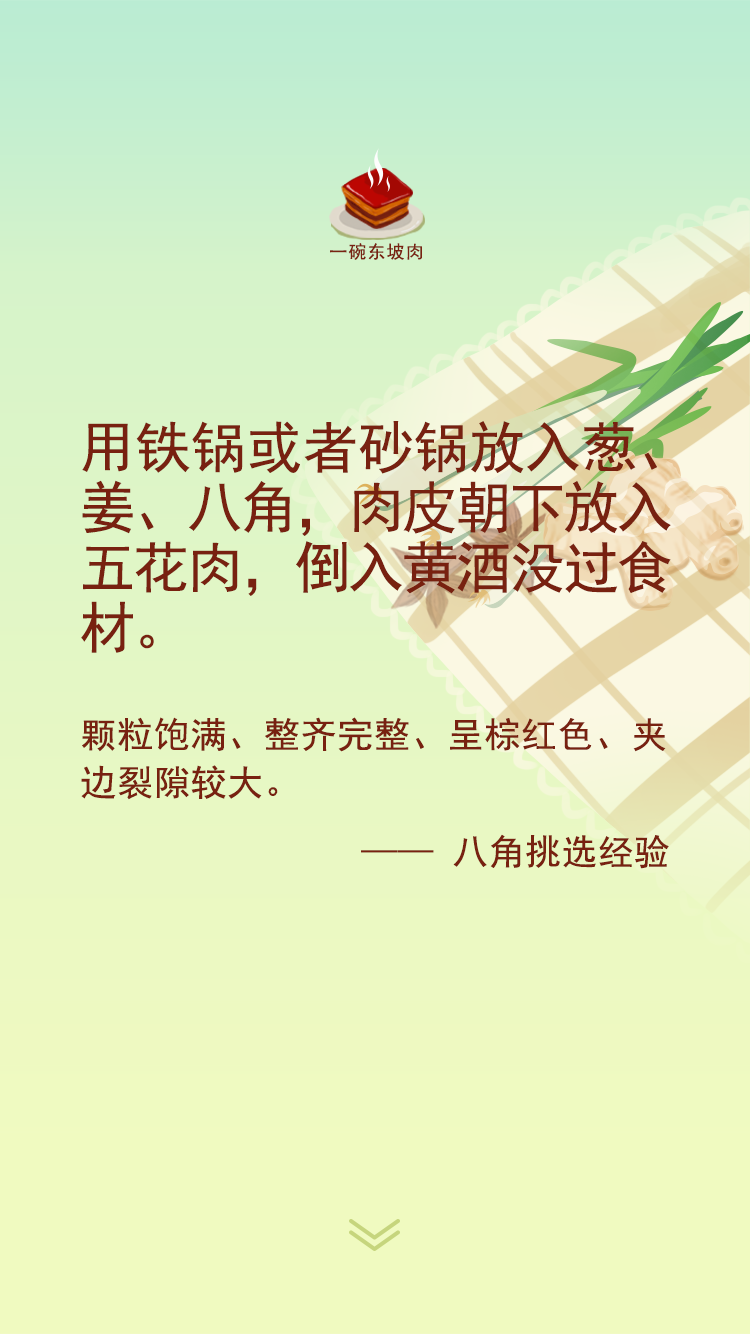 一碗东坡肉
用铁锅或者砂锅放入葱、
姜、八角，肉皮朝下放入
五花肉，倒入黄酒没过食
材。
颗粒饱满、整齐完整、呈棕红色、夹
边裂隙较大。
—— 八角挑选经验